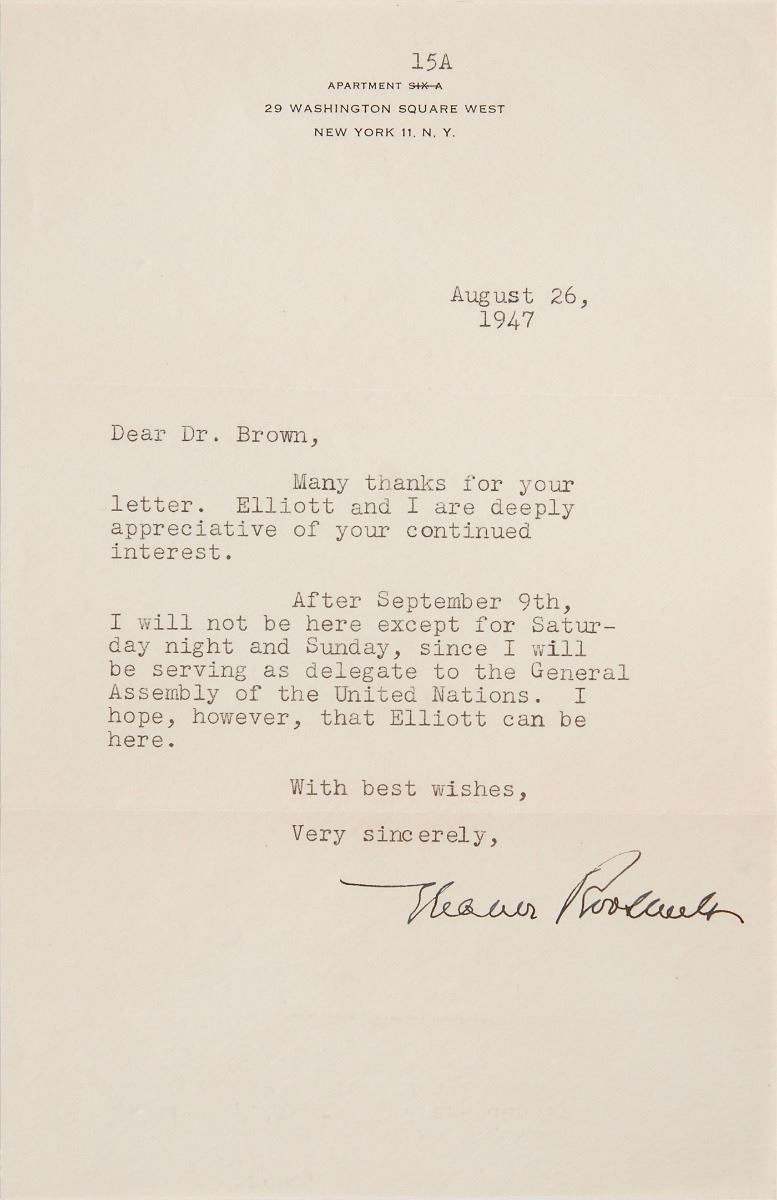 15A
APARTMENT SIX A
29 WASHINGTON SQUARE WEST
NEW YORK 11, N. Y.
August 26,
1947
Dear Dr. Brown,
Many thanks for your
letter. Elliott and I are deeply
appreciative of your continued
interest.
After September 9th,
I will not be here except for Satur-
day night and Sunday, since I will
be serving as delegate to the General
Assembly of the United Nations. I
hope, however, that Elliott can be
here.
With best wishes,
Very sincerely,
Eleanor Roosevelt